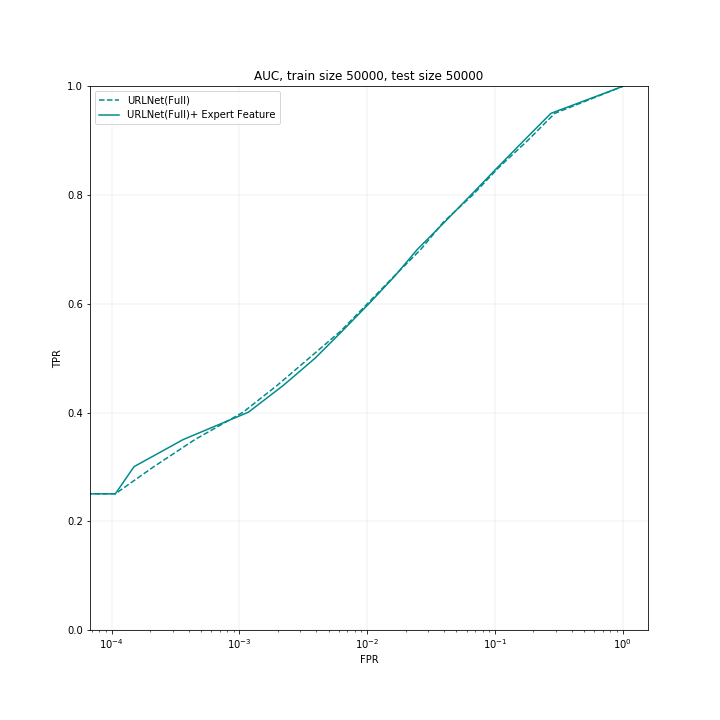 AUC, train size 50000, test size 50000
URLNet(Full)
URLNet(Full)+ Expert Feature
TPR
1.0
0.8
0.6
0.4
0.2
0.0
10⁻⁴ 10⁻³ 10⁻² 10⁻¹ 10⁰
FPR